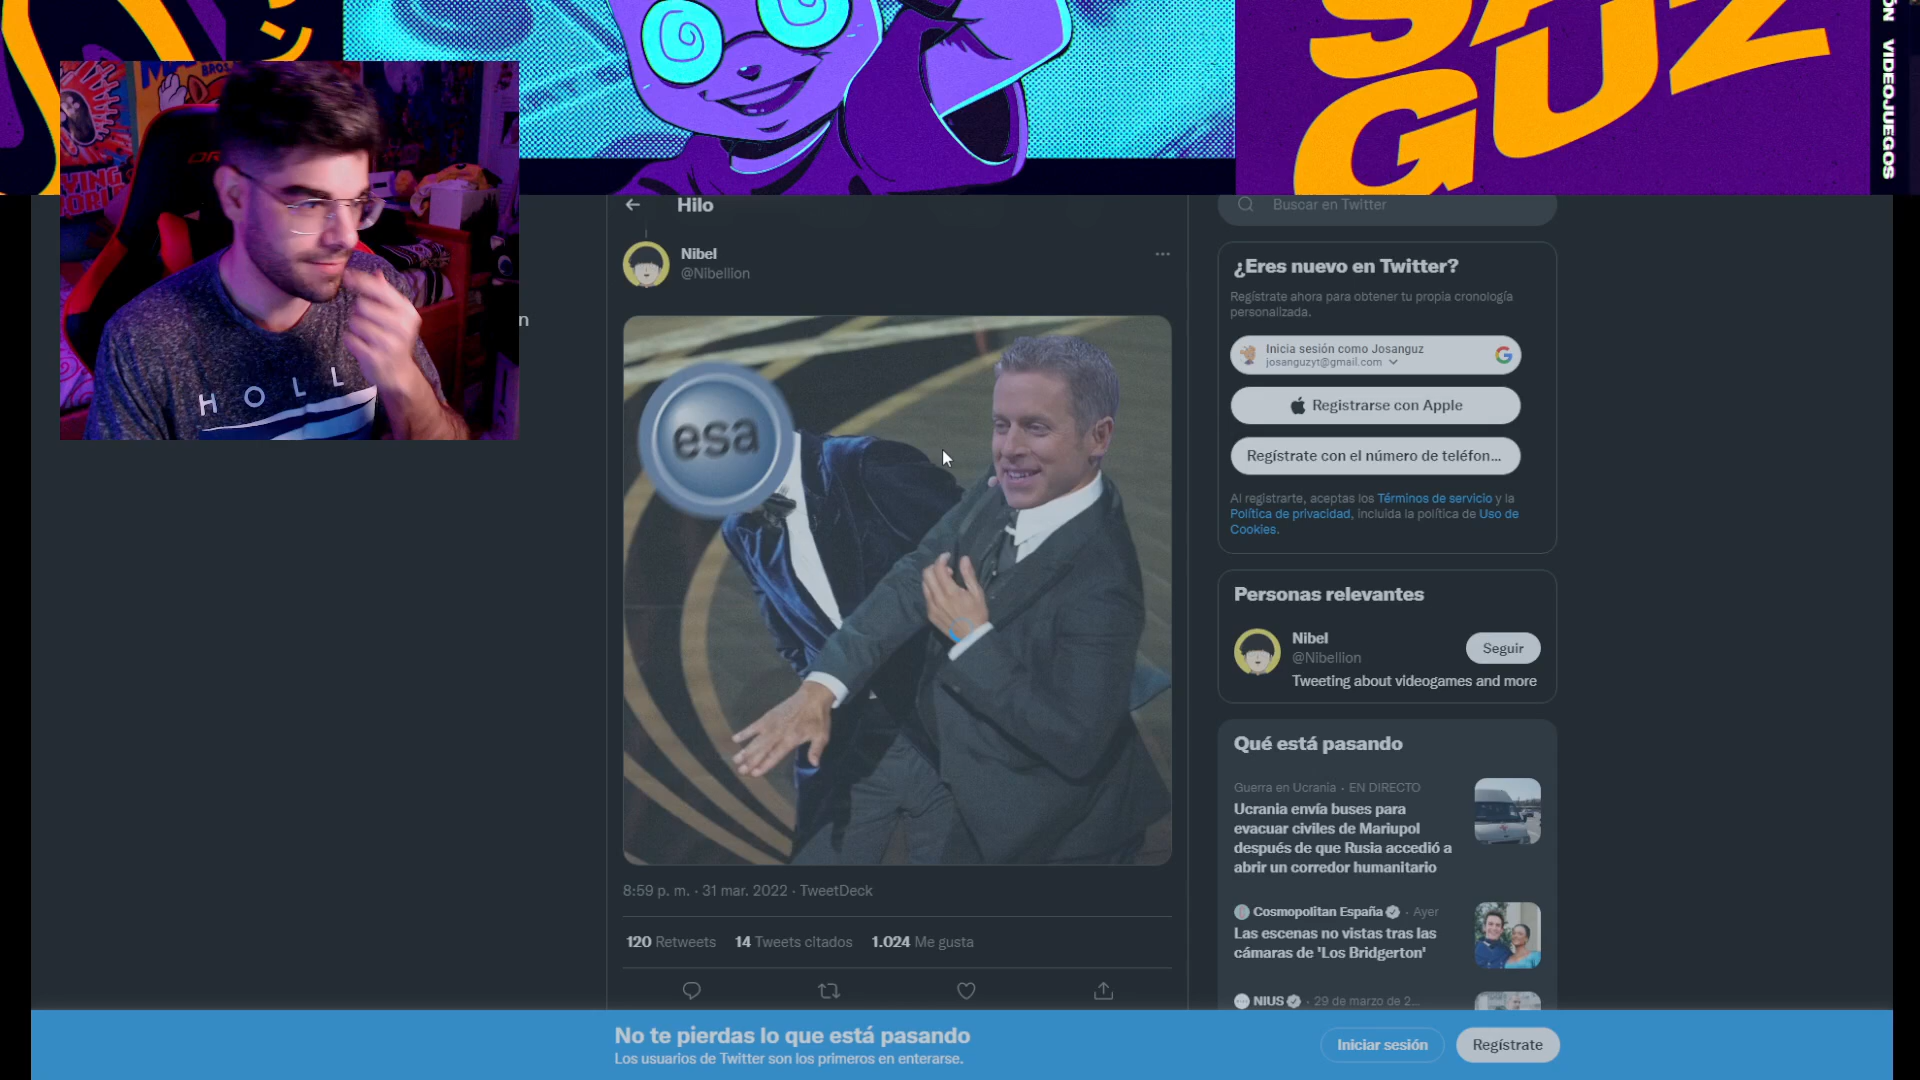 GUZ
VIDEOJUEGOS
HOLL
Hilo
Buscar en Twitter
Nibel
@Nibellion
esa
8:59 p. m. · 31 mar. 2022 · TweetDeck
120 Retweets 14 Tweets citados 1.024 Me gusta
¿Eres nuevo en Twitter?
Regístrate ahora para obtener tu propia cronología
personalizada.
Inicia sesión como Josanguz
josanguzyt@gmail.com
Registrarse con Apple
Regístrate con el número de teléfon...
Al registrarte, aceptas los Términos de servicio y la
Política de privacidad, incluida la política de Uso de
Cookies.
Personas relevantes
Nibel
@Nibellion
Seguir
Tweeting about videogames and more
Qué está pasando
Guerra en Ucrania · EN DIRECTO
Ucrania envía buses para
evacuar civiles de Mariupol
después de que Rusia accedió a
abrir un corredor humanitario
Cosmopolitan España · Ayer
Las escenas no vistas tras las
cámaras de 'Los Bridgerton'
NIUS · 29 de marzo de 2...
No te pierdas lo que está pasando
Los usuarios de Twitter son los primeros en enterarse.
Iniciar sesión
Regístrate